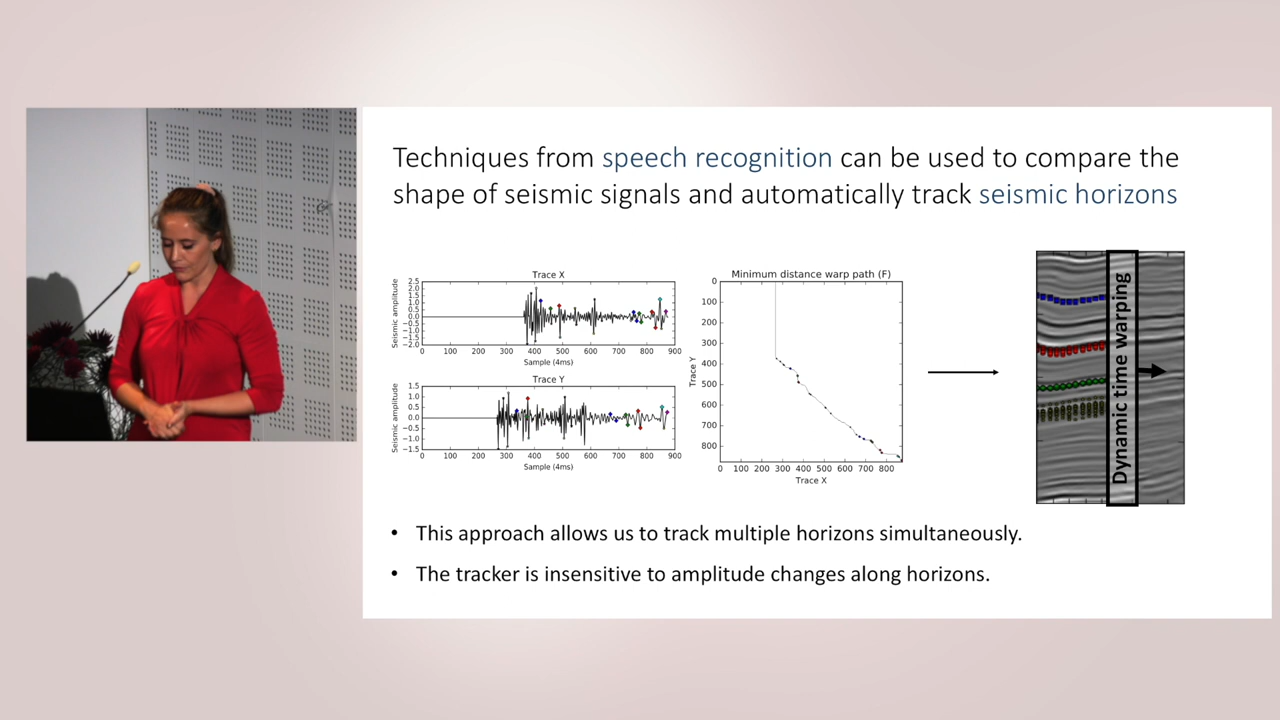 Techniques from speech recognition can be used to compare the
shape of seismic signals and automatically track seismic horizons
Trace X
Seismic amplitude
2.5
2.0
1.5
1.0
0.5
0.0
−0.5
−1.0
−1.5
−2.0
0 100 200 300 400 500 600 700 800 900
Sample (4ms)
Trace Y
Seismic amplitude
1.5
1.0
0.5
0.0
−0.5
−1.0
−1.5
0 100 200 300 400 500 600 700 800 900
Sample (4ms)
Minimum distance warp path (F)
Trace Y
0
100
200
300
400
500
600
700
800
0 100 200 300 400 500 600 700 800
Trace X
Dynamic time warping
• This approach allows us to track multiple horizons simultaneously.
• The tracker is insensitive to amplitude changes along horizons.